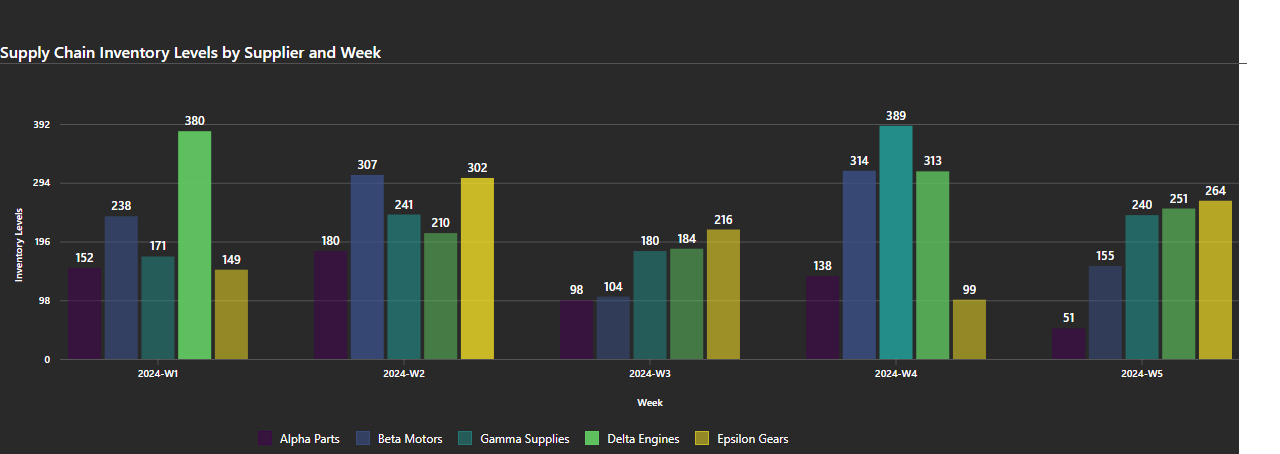 Supply Chain Inventory Levels by Supplier and Week
Inventory Levels
392
294
196
98
0
152
238
171
380
149
180
307
241
210
302
98
104
180
184
216
138
314
389
313
99
51
155
240
251
264
2024-W1
2024-W2
2024-W3
2024-W4
2024-W5
Week
Alpha Parts
Beta Motors
Gamma Supplies
Delta Engines
Epsilon Gears